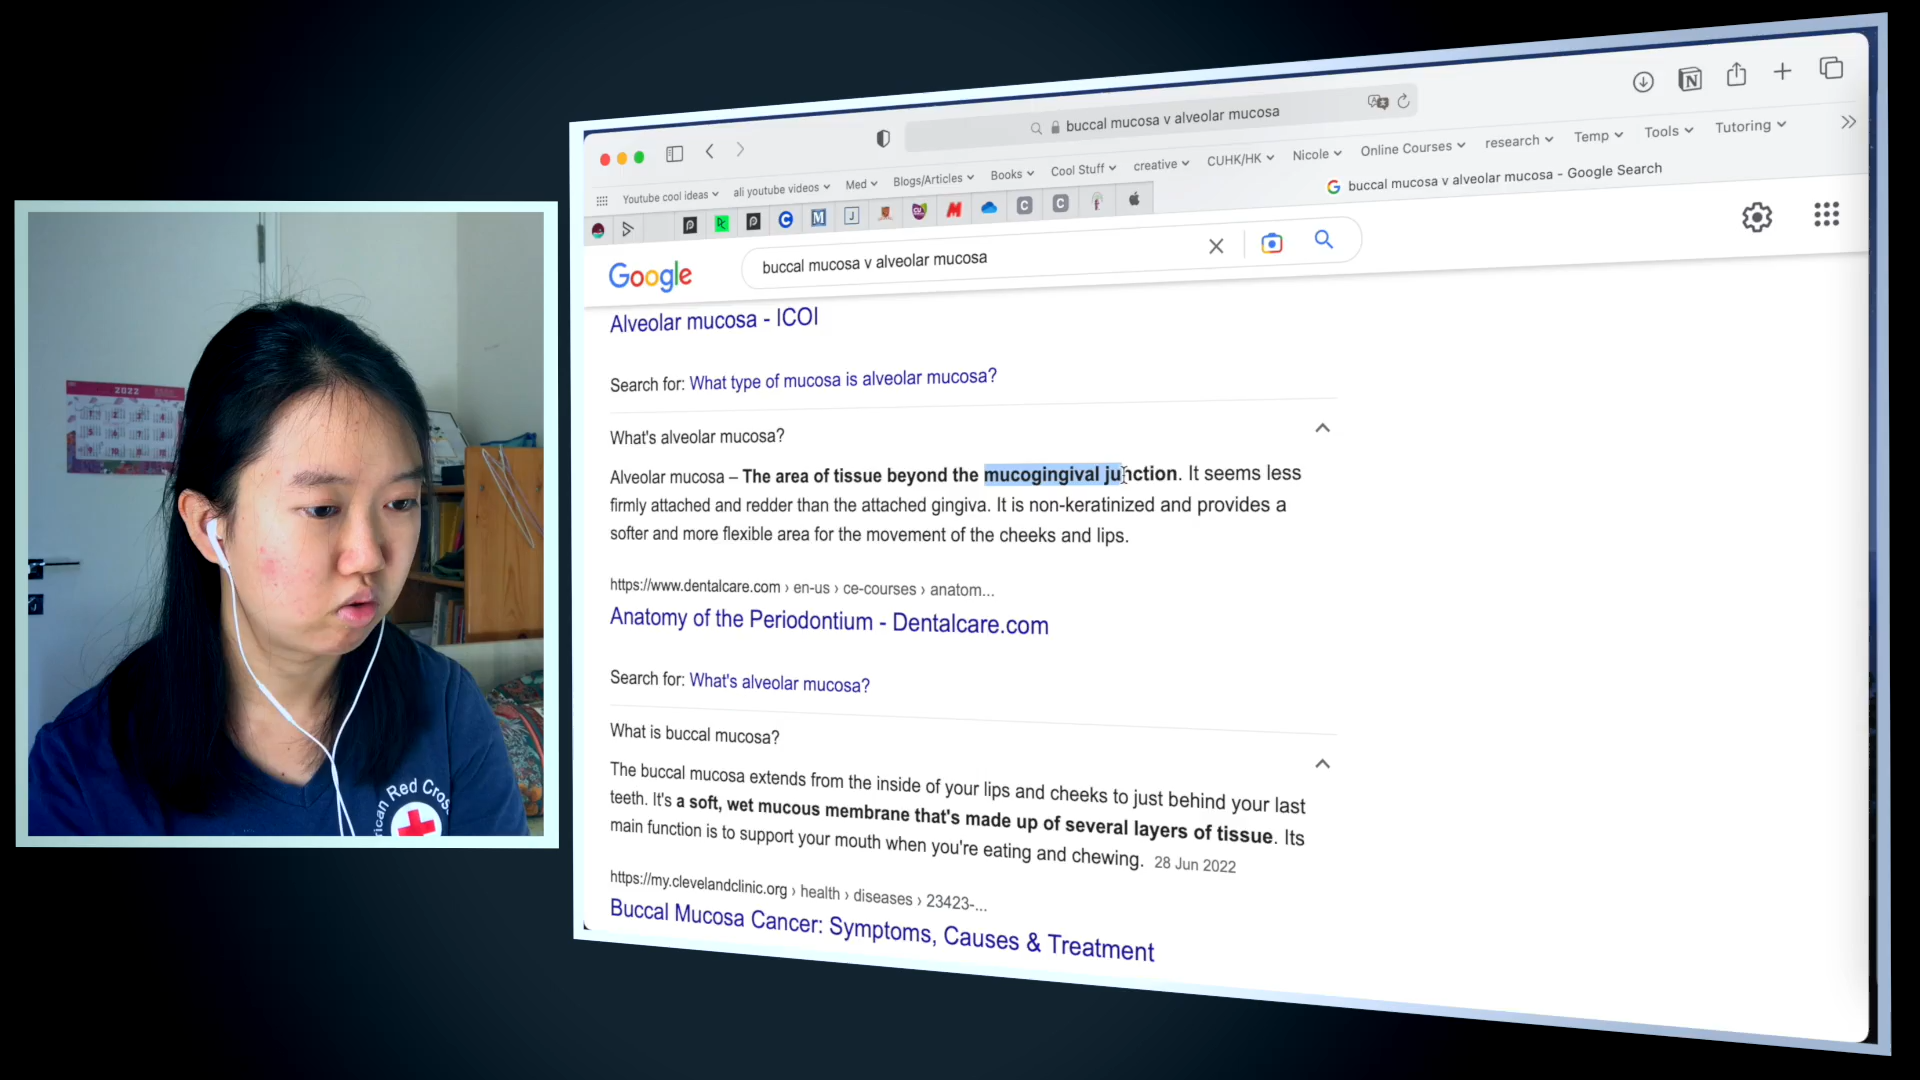 buccal mucosa v alveolar mucosa
Youtube cool ideas
ali youtube videos
Med
Blogs/Articles
Books
Cool Stuff
creative
CUHK/HK
Nicole
Online Courses
research
Temp
Tools
Tutoring
buccal mucosa v alveolar mucosa - Google Search
Google
buccal mucosa v alveolar mucosa
Alveolar mucosa - ICOI
Search for: What type of mucosa is alveolar mucosa?
What's alveolar mucosa?
Alveolar mucosa – The area of tissue beyond the mucogingival junction. It seems less
firmly attached and redder than the attached gingiva. It is non-keratinized and provides a
softer and more flexible area for the movement of the cheeks and lips.
https://www.dentalcare.com › en-us › ce-courses › anatom...
Anatomy of the Periodontium - Dentalcare.com
Search for: What's alveolar mucosa?
What is buccal mucosa?
The buccal mucosa extends from the inside of your lips and cheeks to just behind your last
teeth. It's a soft, wet mucous membrane that's made up of several layers of tissue. Its
main function is to support your mouth when you're eating and chewing. 28 Jun 2022
https://my.clevelandclinic.org › health › diseases › 23423-...
Buccal Mucosa Cancer: Symptoms, Causes & Treatment
2022
rican Red Cros